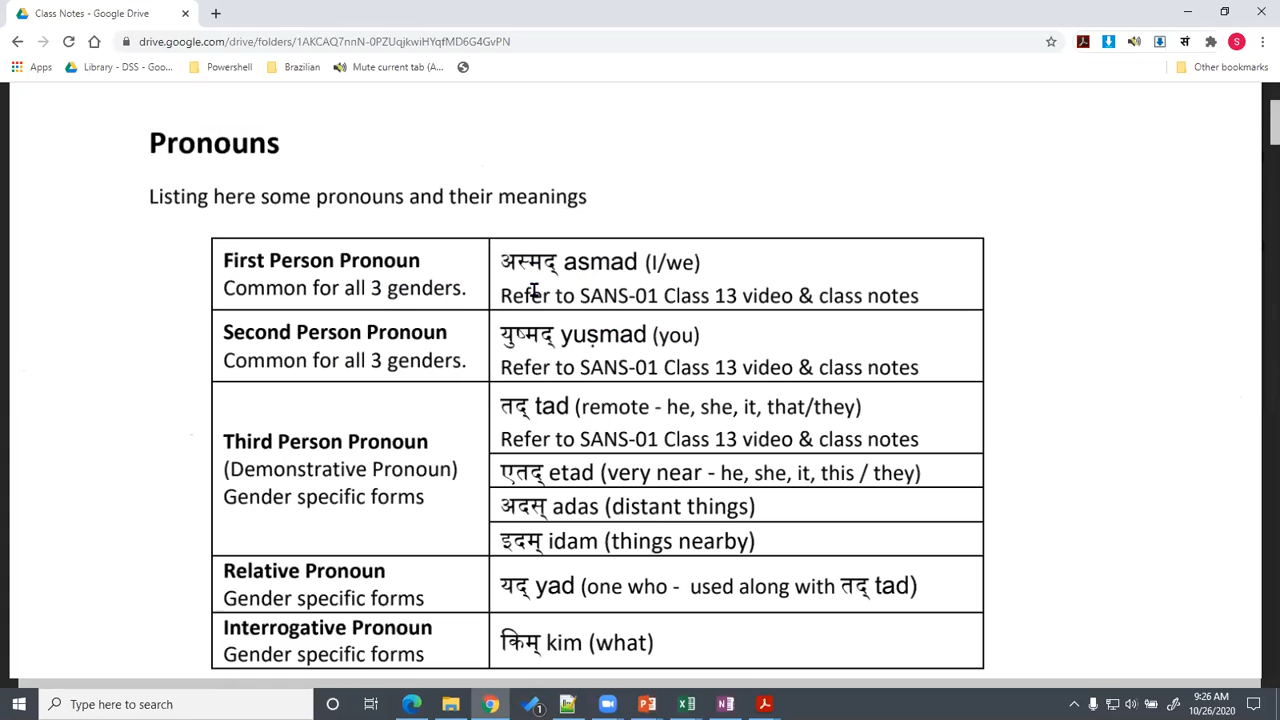 Class Notes - Google Drive
drive.google.com/drive/folders/1AKCAQ7nnN-0PZUqjkwiHYqfMD6G4GvPN
Apps Library - DSS - Goo... Powershell Brazilian Mute current tab (A... Other bookmarks
Pronouns
Listing here some pronouns and their meanings
First Person Pronoun
Common for all 3 genders.
अस्मद् asmad (I/we)
Refer to SANS-01 Class 13 video & class notes
Second Person Pronoun
Common for all 3 genders.
युष्मद् yuṣmad (you)
Refer to SANS-01 Class 13 video & class notes
Third Person Pronoun
(Demonstrative Pronoun)
Gender specific forms
तद् tad (remote - he, she, it, that/they)
Refer to SANS-01 Class 13 video & class notes
एतद् etad (very near - he, she, it, this / they)
अदस् adas (distant things)
इदम् idam (things nearby)
Relative Pronoun
Gender specific forms
यद् yad (one who - used along with तद् tad)
Interrogative Pronoun
Gender specific forms
किम् kim (what)
Type here to search
9:26 AM
10/26/2020